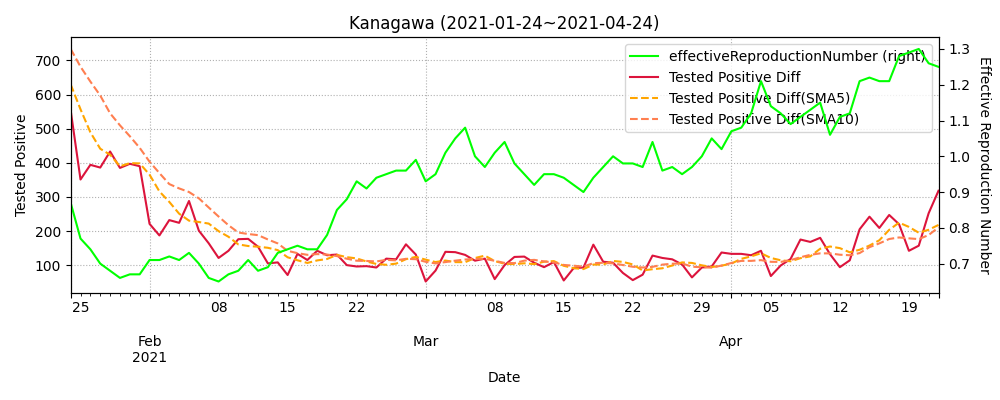 Kanagawa (2021-01-24~2021-04-24)
effectiveReproductionNumber (right)
Tested Positive Diff
Tested Positive Diff(SMA5)
Tested Positive Diff(SMA10)
Tested Positive
700
600
500
400
300
200
100
1.3
1.2
1.1
1.0
0.9
0.8
0.7
Effective Reproduction Number
25 08 15 22 08 15 22 29 05 12 19
Feb Mar Apr
2021
Date